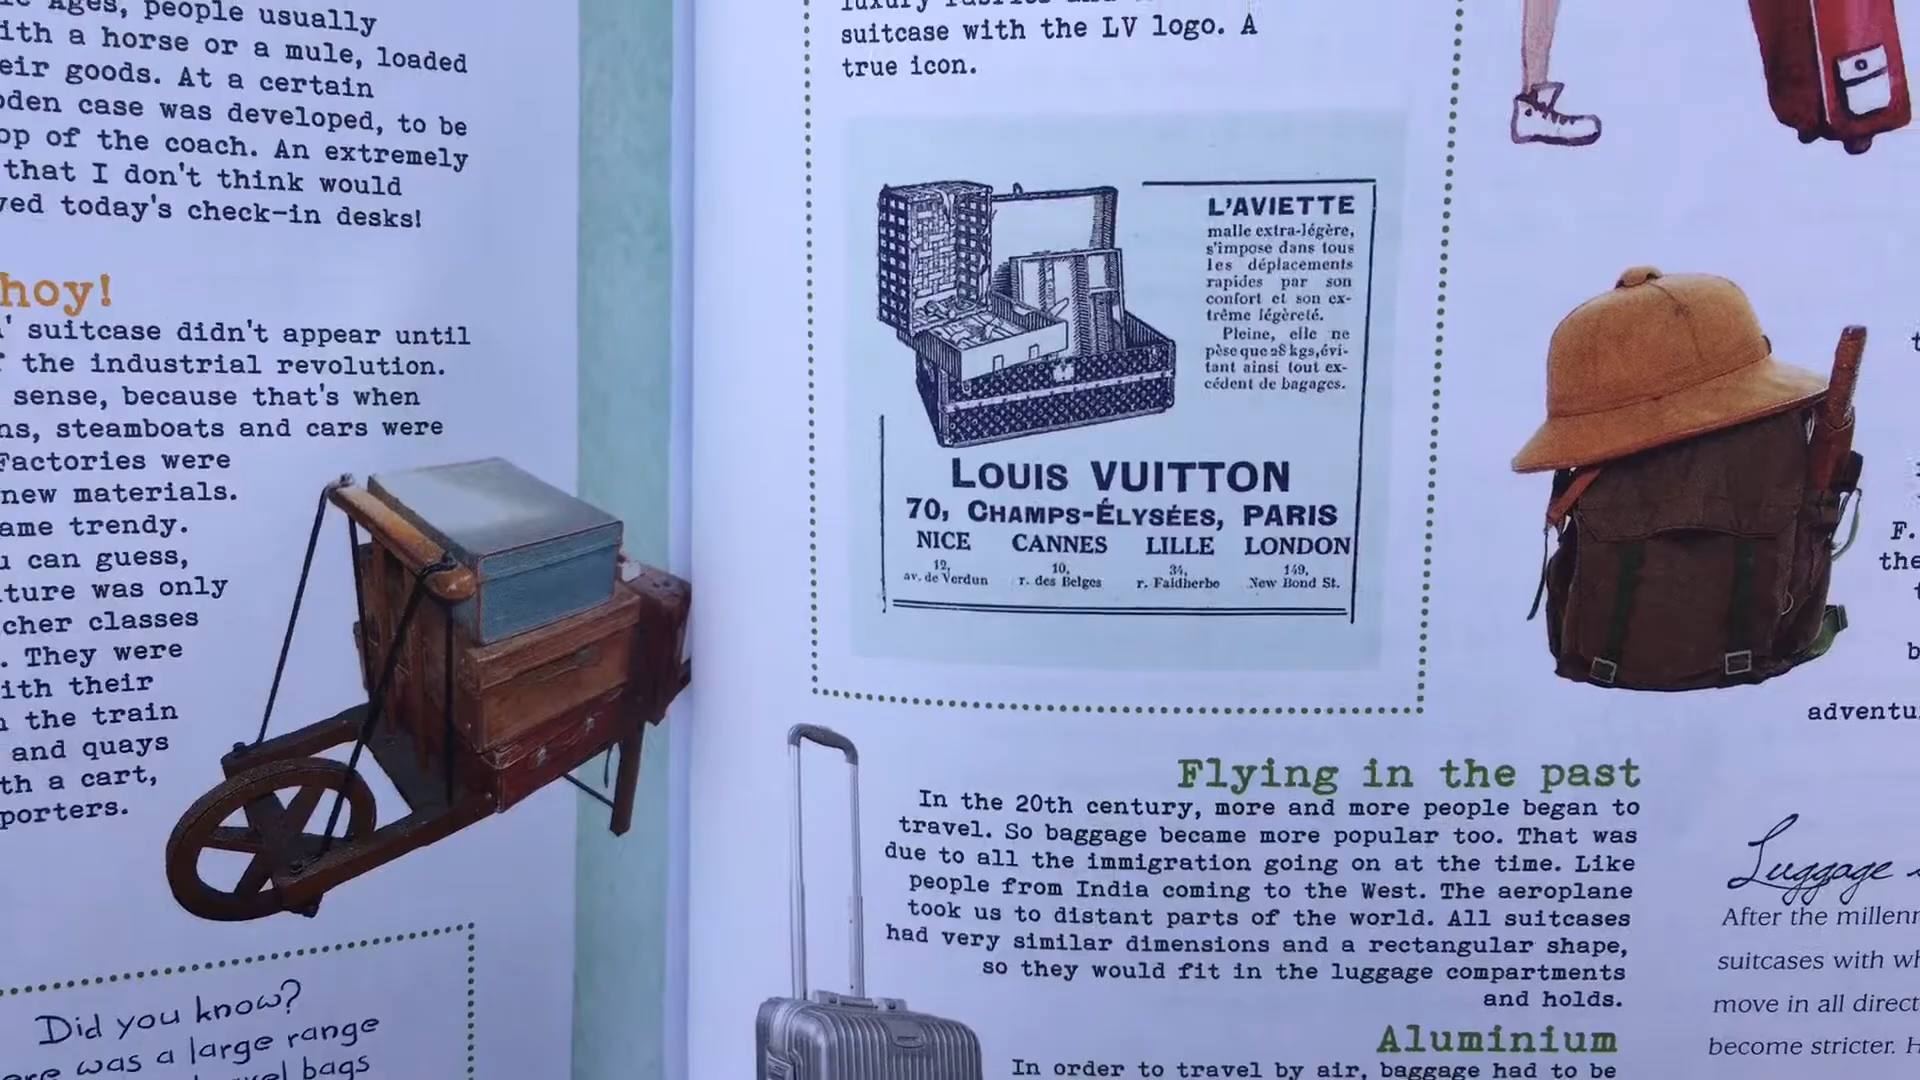 Ages, people usually
with a horse or a mule, loaded
their goods. At a certain
case was developed, to be
top of the coach. An extremely
that I don't think would
today's check-in desks!
hoy!
suitcase didn't appear until
the industrial revolution.
sense, because that's when
steamboats and cars were
Factories were
new materials.
ame trendy.
can guess,
ture was only
cher classes
. They were
ith their
the train
and quays
th a cart,
porters.
Did you know?
was a large range
bags
suitcase with the LV logo. A
true icon.
L'AVIETTE
malle extra-légère,
s'impose dans tous
les déplacements
rapides par son
confort et son ex-
trême légèreté.
Pleine, elle ne
pèse que 28 kgs, évi-
tant ainsi tout ex-
cédent de bagages.
LOUIS VUITTON
70, CHAMPS-ÉLYSÉES, PARIS
NICE CANNES LILLE LONDON
12, 10, 34, 149,
av. de Verdun r. des Belges r. Faidherbe New Bond St.
Flying in the past
In the 20th century, more and more people began to
travel. So baggage became more popular too. That was
due to all the immigration going on at the time. Like
people from India coming to the West. The aeroplane
took us to distant parts of the world. All suitcases
had very similar dimensions and a rectangular shape,
so they would fit in the luggage compartments
and holds.
Aluminium
In order to travel by air, baggage had to be
F.
the
adventu
Luggage
After the millenn
suitcases with wh
move in all direct
become stricter. H